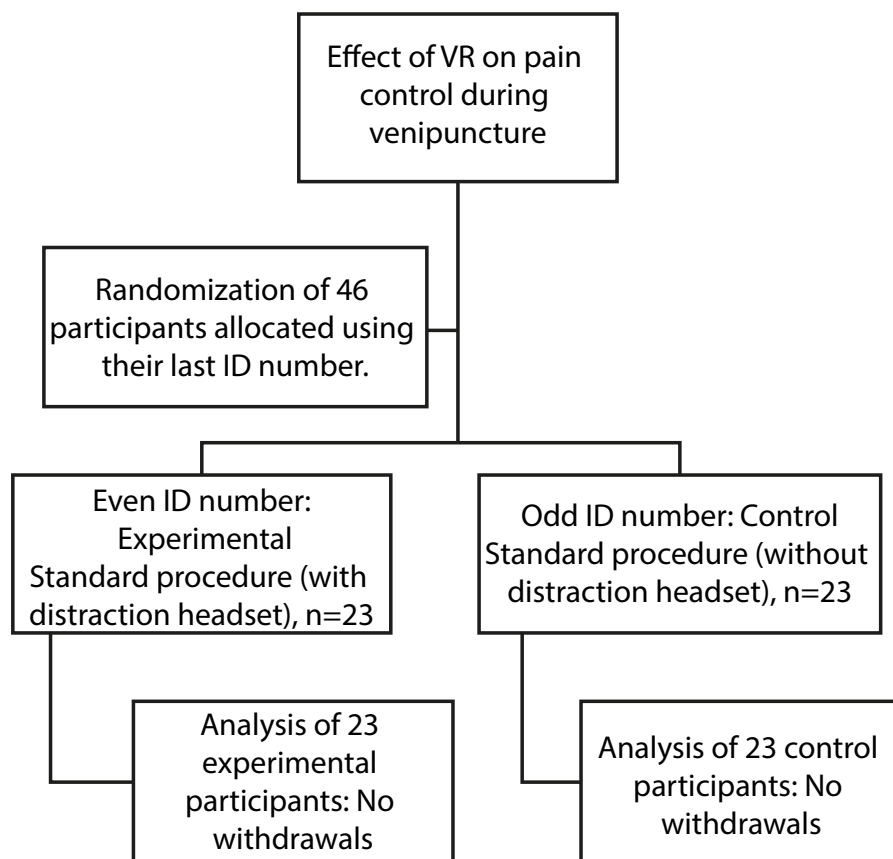 Effect of VR on pain
control during
venipuncture
Randomization of 46
participants allocated using
their last ID number.
Even ID number:
Experimental
Standard procedure (with
distraction headset), n=23
Odd ID number: Control
Standard procedure (without
distraction headset), n=23
Analysis of 23
experimental
participants: No
withdrawals
Analysis of 23 control
participants: No
withdrawals